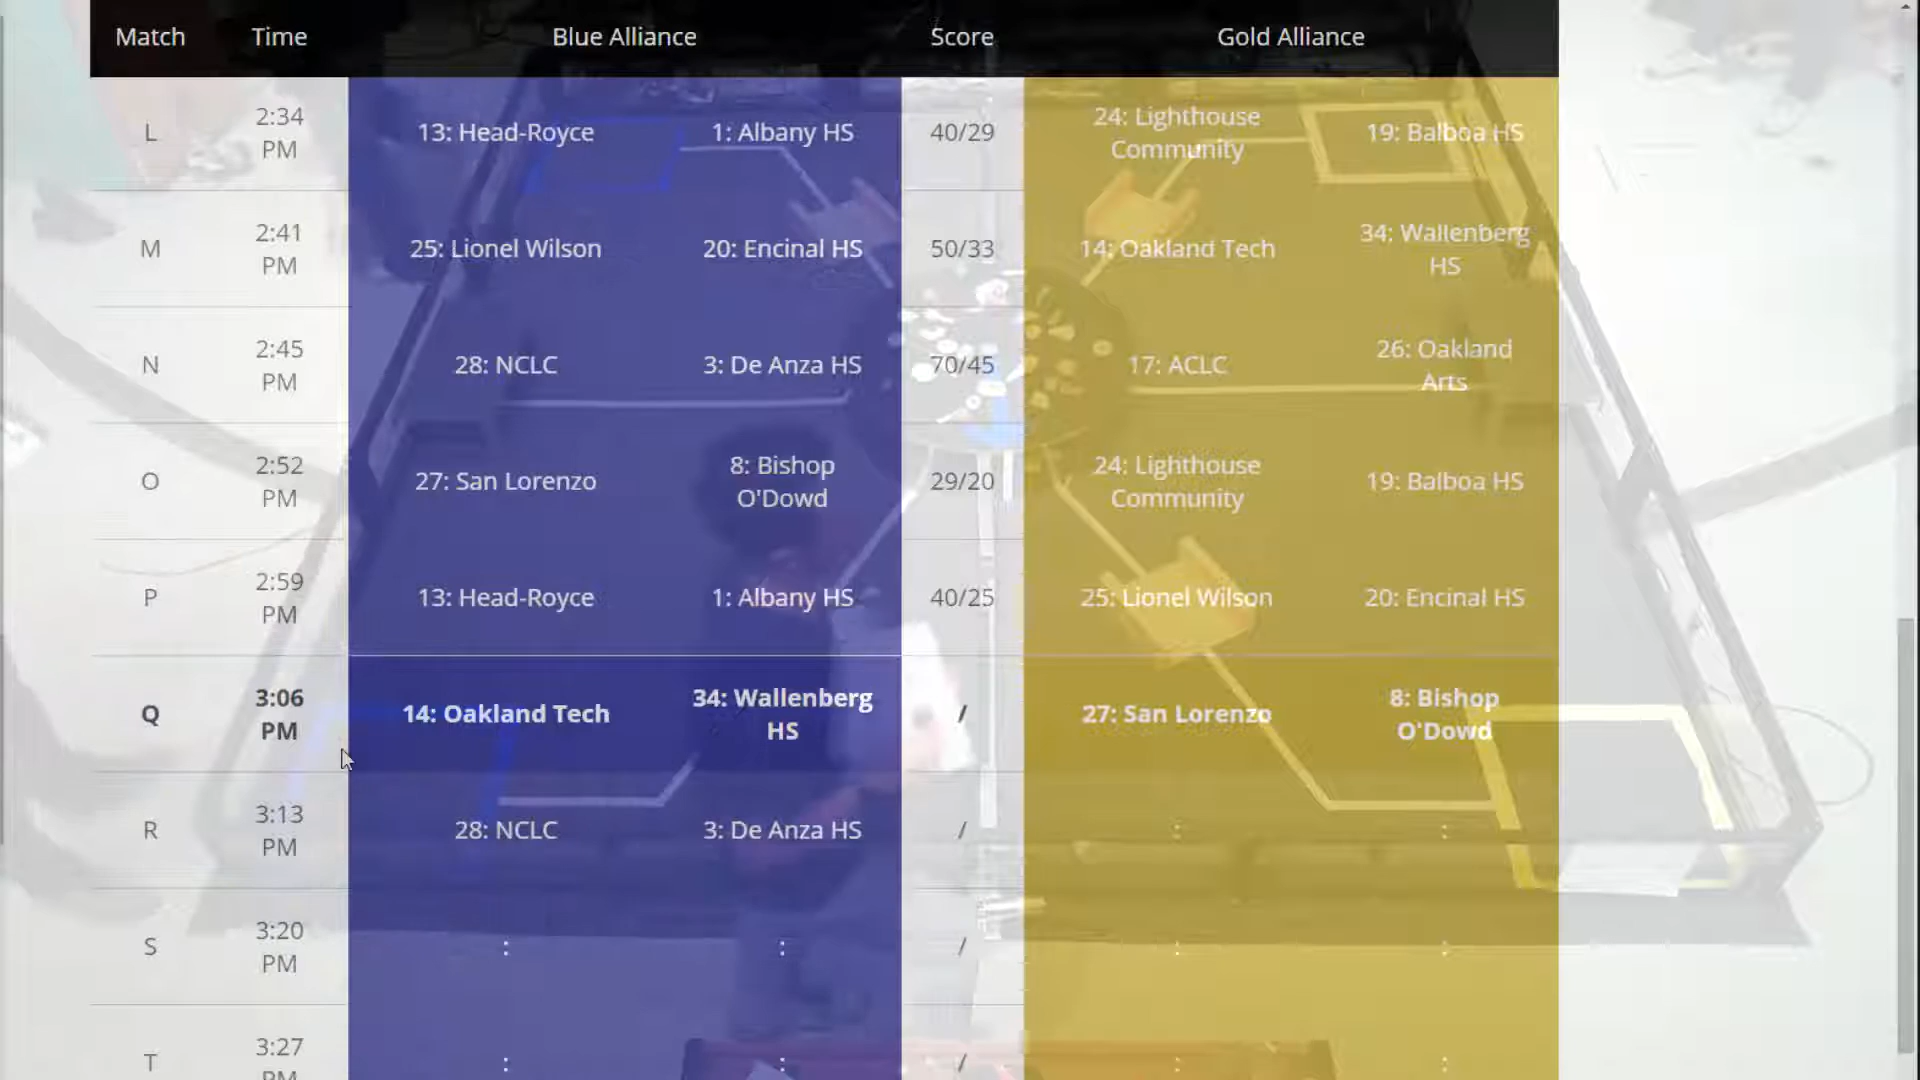 Match Time Blue Alliance Score Gold Alliance
L 2:34 PM 13: Head-Royce 1: Albany HS 40/29 24: Lighthouse Community 19: Balboa HS
M 2:41 PM 25: Lionel Wilson 20: Encinal HS 50/33 14: Oakland Tech 34: Wallenberg HS
N 2:45 PM 28: NCLC 3: De Anza HS 70/45 17: ACLC 26: Oakland Arts
O 2:52 PM 27: San Lorenzo 8: Bishop O'Dowd 29/20 24: Lighthouse Community 19: Balboa HS
P 2:59 PM 13: Head-Royce 1: Albany HS 40/25 25: Lionel Wilson 20: Encinal HS
Q 3:06 PM 14: Oakland Tech 34: Wallenberg HS / 27: San Lorenzo 8: Bishop O'Dowd
R 3:13 PM 28: NCLC 3: De Anza HS / : :
S 3:20 PM : : / : :
T 3:27 PM : : / : :